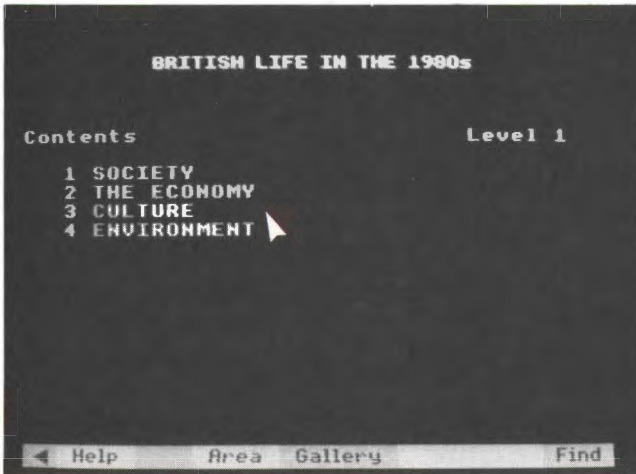 BRITISH LIFE IN THE 1980s
Contents Level 1
1 SOCIETY
2 THE ECONOMY
3 CULTURE
4 ENVIRONMENT
Help Area Gallery Find